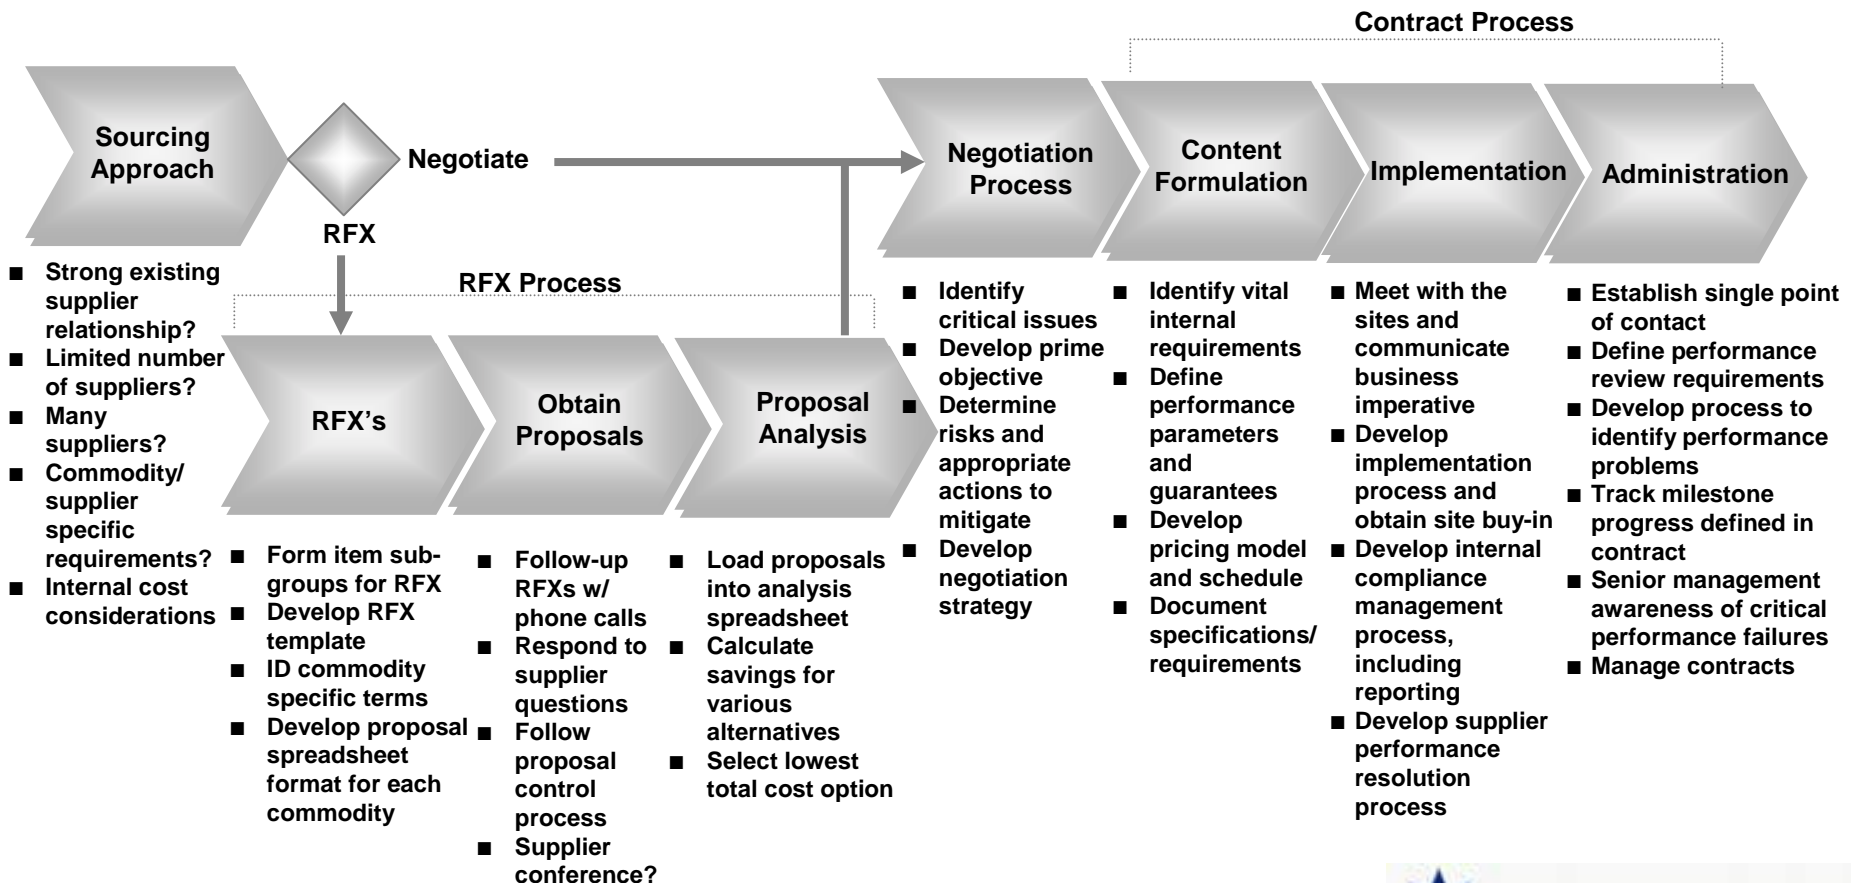 Contract Process
Sourcing
Approach
Negotiate
RFX
Negotiation
Process
Content
Formulation
Implementation
Administration
■ Strong existing
supplier
relationship?
■ Limited number
of suppliers?
■ Many
suppliers?
■ Commodity/
supplier
specific
requirements?
■ Internal cost
considerations
RFX Process
RFX’s
Obtain
Proposals
Proposal
Analysis
■ Form item sub-
groups for RFX
■ Develop RFX
template
■ ID commodity
specific terms
■ Develop proposal
spreadsheet
format for each
commodity
■ Follow-up
RFXs w/
phone calls
■ Respond to
supplier
questions
■ Follow
proposal
control
process
■ Supplier
conference?
■ Load proposals
into analysis
spreadsheet
■ Calculate
savings for
various
alternatives
■ Select lowest
total cost option
■ Identify
critical issues
■ Develop prime
objective
■ Determine
risks and
appropriate
actions to
mitigate
■ Develop
negotiation
strategy
■ Identify vital
internal
requirements
■ Define
performance
parameters
and
guarantees
■ Develop
pricing model
and schedule
■ Document
specifications/
requirements
■ Meet with the
sites and
communicate
business
imperative
■ Develop
implementation
process and
obtain site buy-in
■ Develop internal
compliance
management
process,
including
reporting
■ Develop supplier
performance
resolution
process
■ Establish single point
of contact
■ Define performance
review requirements
■ Develop process to
identify performance
problems
■ Track milestone
progress defined in
contract
■ Senior management
awareness of critical
performance failures
■ Manage contracts